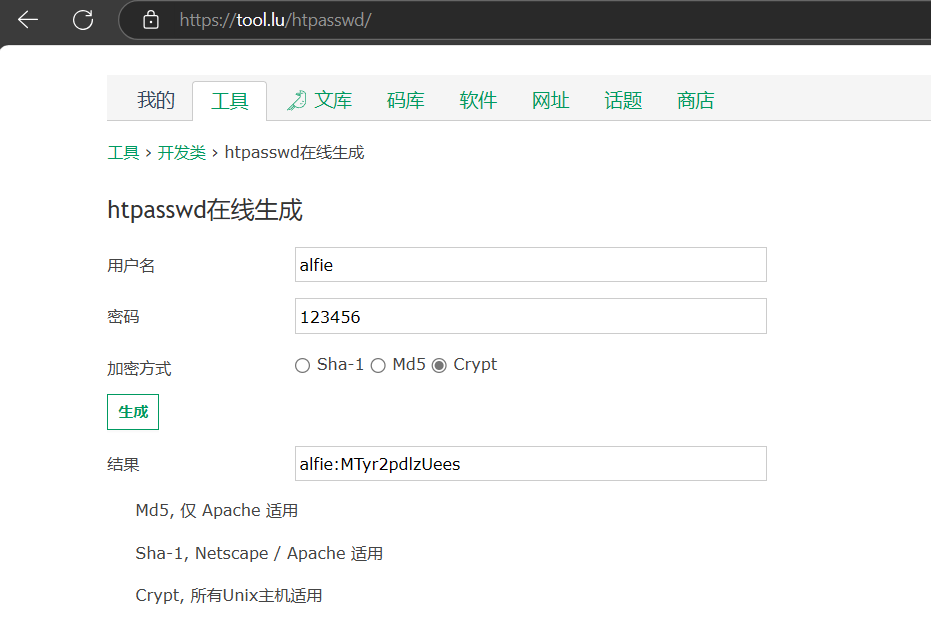 https://tool.lu/htpasswd/
我的 工具 文库 码库 软件 网址 话题 商店
工具 › 开发类 › htpasswd在线生成
htpasswd在线生成
用户名 alfie
密码 123456
加密方式 Sha-1 Md5 Crypt
生成
结果 alfie:MTyr2pdlzUees
Md5, 仅 Apache 适用
Sha-1, Netscape / Apache 适用
Crypt, 所有Unix主机适用